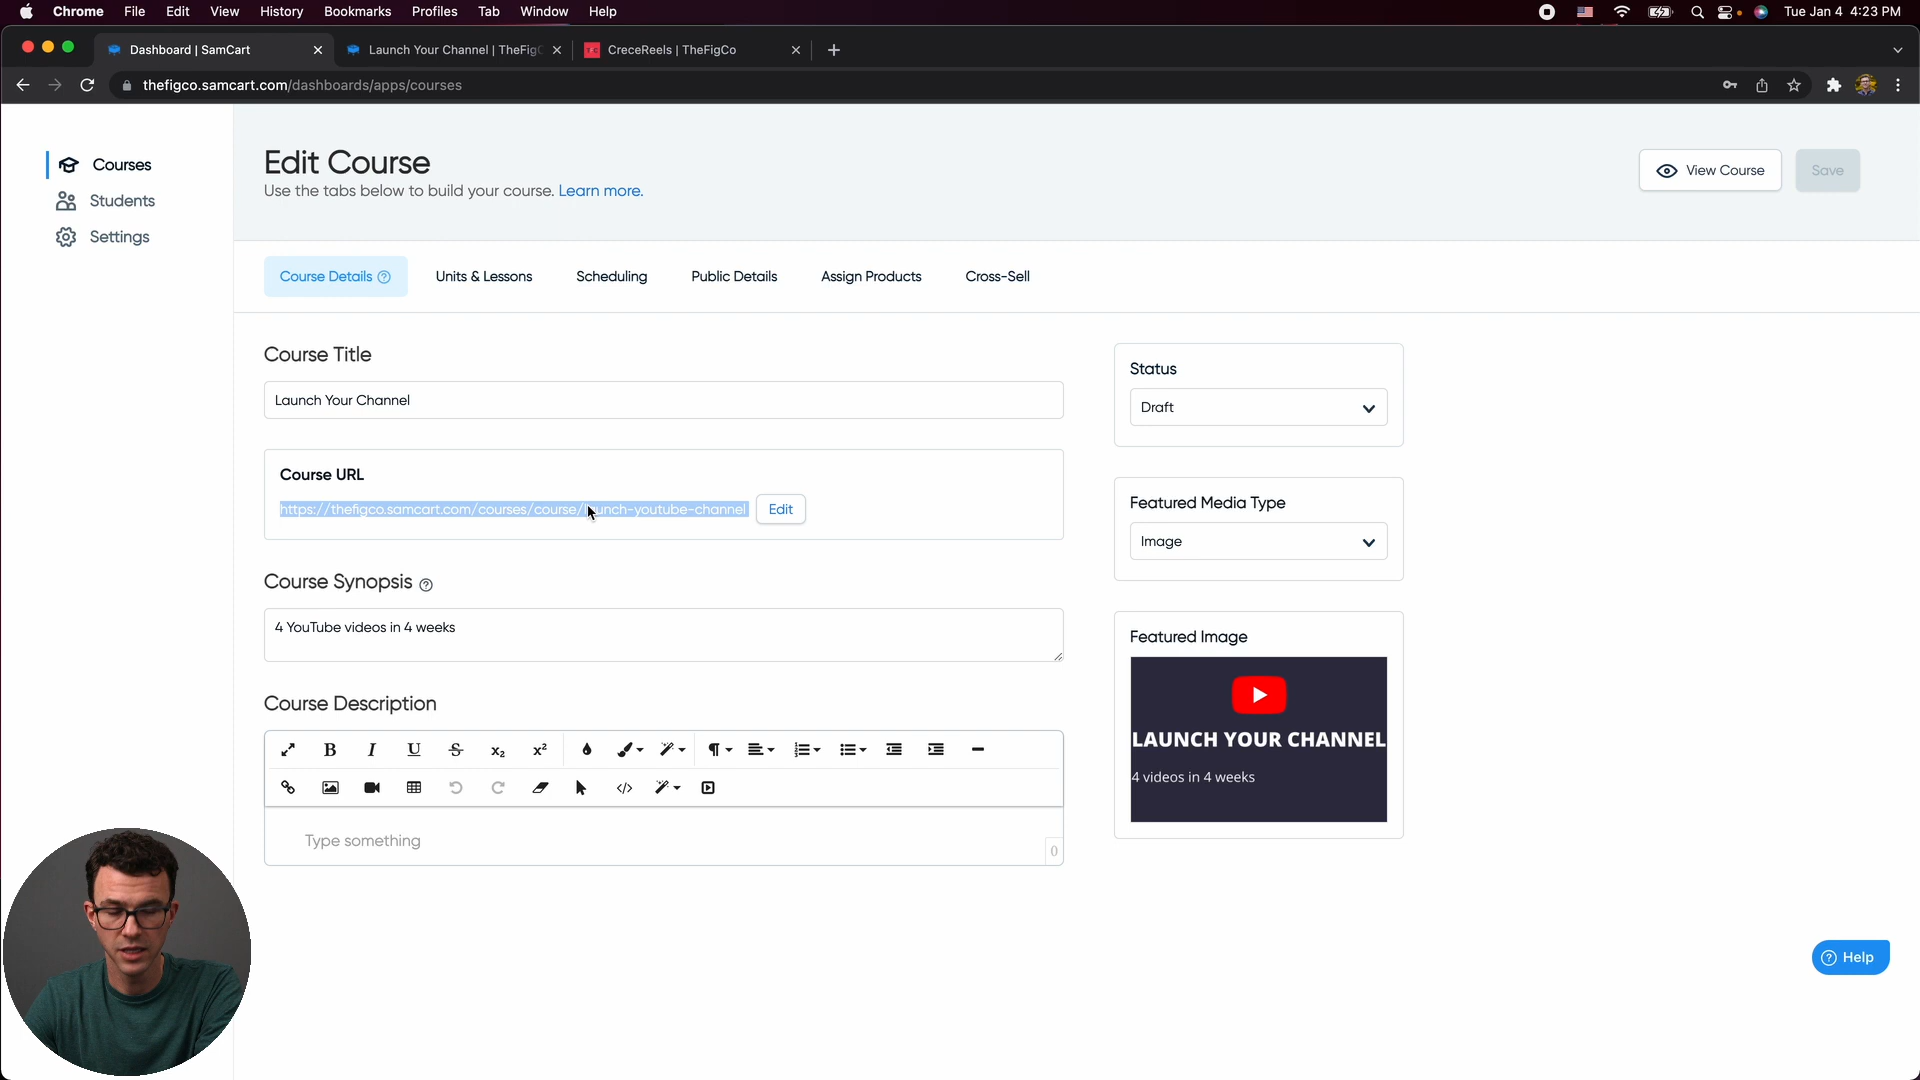 Chrome File Edit View History Bookmarks Profiles Tab Window Help
Tue Jan 4 4:23 PM
Dashboard | SamCart
Launch Your Channel | TheFigC
CreceReels | TheFigCo
thefigco.samcart.com/dashboards/apps/courses
Courses
Students
Settings
Edit Course
Use the tabs below to build your course. Learn more.
View Course
Save
Course Details
Units & Lessons
Scheduling
Public Details
Assign Products
Cross-Sell
Course Title
Launch Your Channel
Course URL
https://thefigco.samcart.com/courses/course/launch-youtube-channel
Edit
Course Synopsis
4 YouTube videos in 4 weeks
Course Description
Type something
0
Status
Draft
Featured Media Type
Image
Featured Image
LAUNCH YOUR CHANNEL
4 videos in 4 weeks
Help